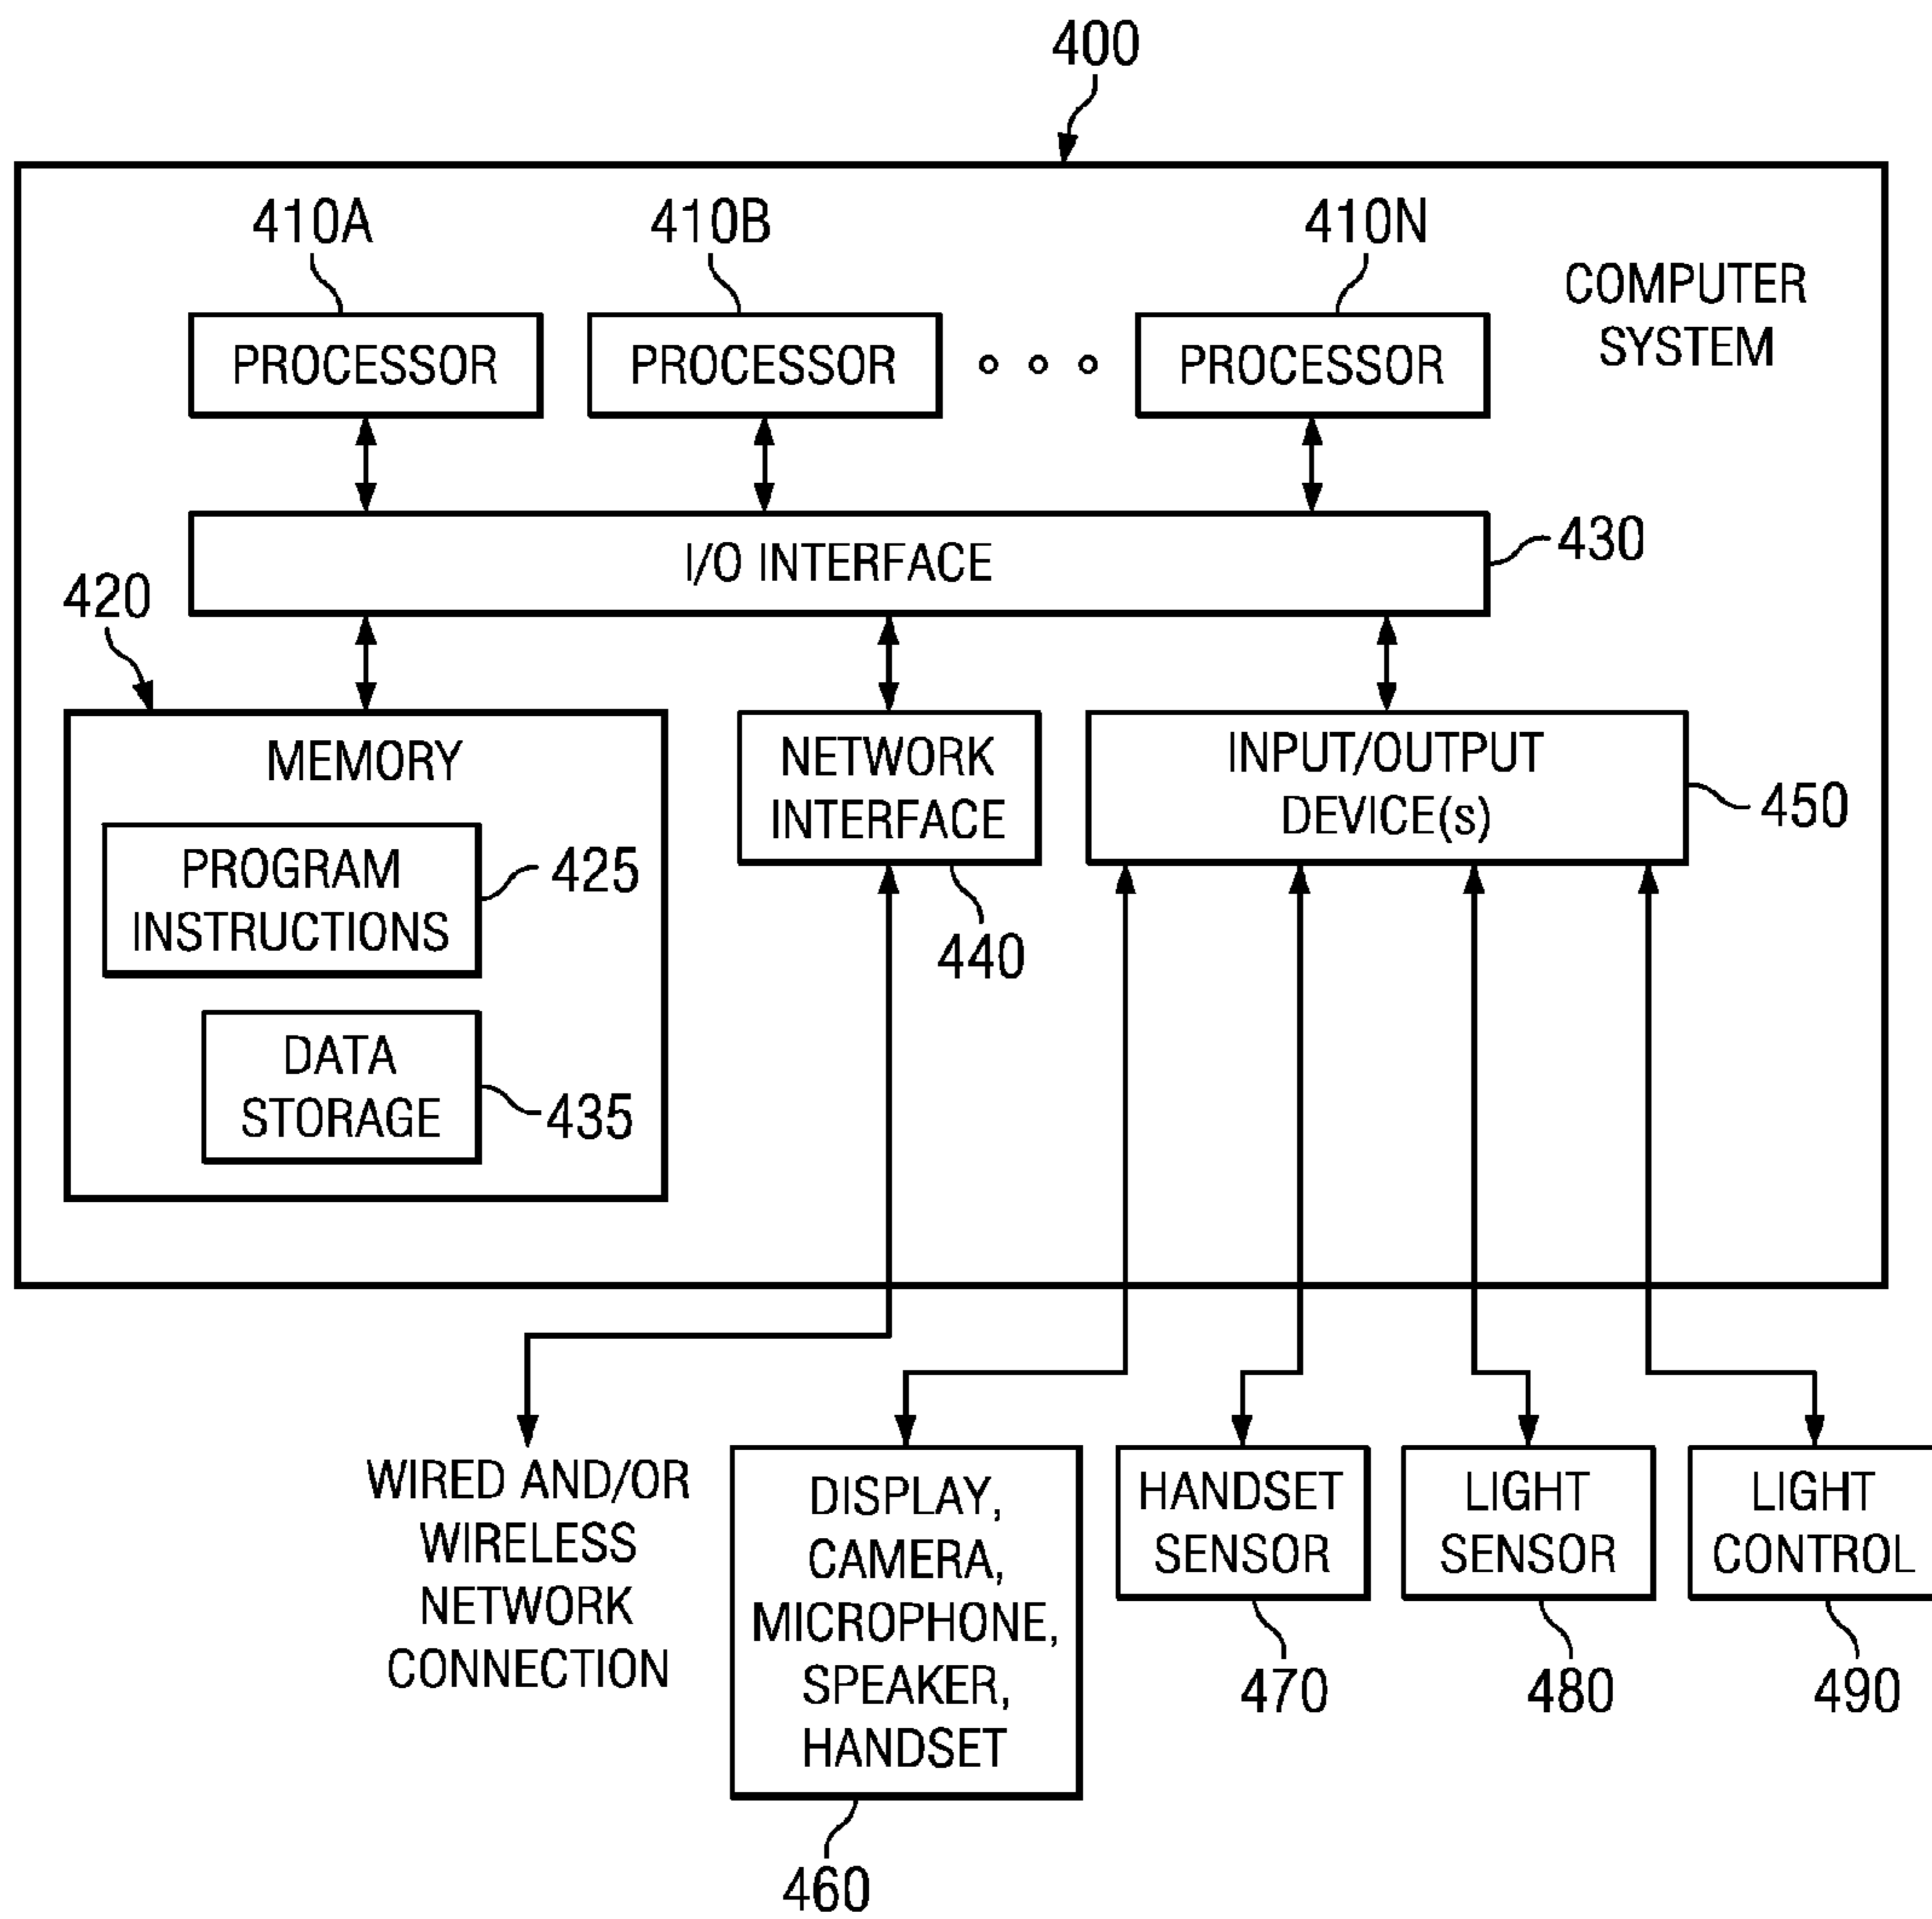 400
410A
410B
410N
COMPUTER
SYSTEM
PROCESSOR
PROCESSOR
PROCESSOR
I/O INTERFACE
430
420
MEMORY
PROGRAM
INSTRUCTIONS
425
DATA
STORAGE
435
NETWORK
INTERFACE
440
INPUT/OUTPUT
DEVICE(s)
450
WIRED AND/OR
WIRELESS
NETWORK
CONNECTION
DISPLAY,
CAMERA,
MICROPHONE,
SPEAKER,
HANDSET
460
HANDSET
SENSOR
470
LIGHT
SENSOR
480
LIGHT
CONTROL
490